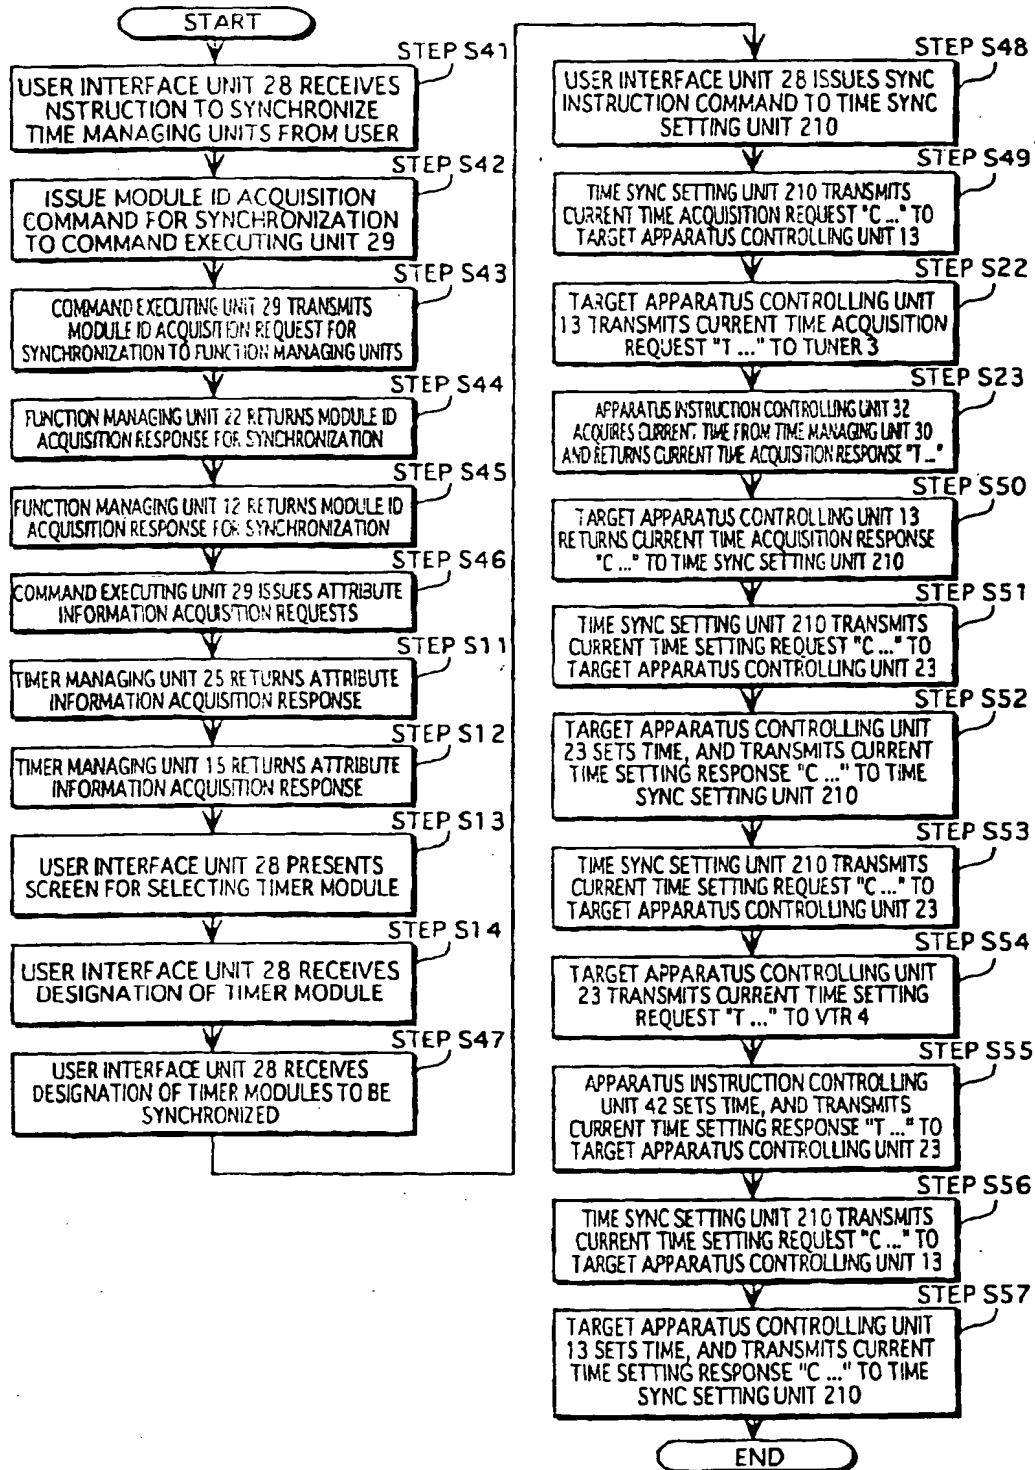 START
STEP S41
USER INTERFACE UNIT 28 RECEIVES
NSTRUCTION TO SYNCHRONIZE
TIME MANAGING UNITS FROM USER
STEP S42
ISSUE MODULE ID ACQUISITION
COMMAND FOR SYNCHRONIZATION
TO COMMAND EXECUTING UNIT 29
STEP S43
COMMAND EXECUTING UNIT 29 TRANSMITS
MODULE ID ACQUISITION REQUEST FOR
SYNCHRONIZATION TO FUNCTION MANAGING UNITS
STEP S44
FUNCTION MANAGING UNIT 22 RETURNS MODULE ID
ACQUISITION RESPONSE FOR SYNCHRONIZATION
STEP S45
FUNCTION MANAGING UNIT 12 RETURNS MODULE ID
ACQUISITION RESPONSE FOR SYNCHRONIZATION
STEP S46
COMMAND EXECUTING UNIT 29 ISSUES ATTRIBUTE
INFORMATION ACQUISITION REQUESTS
STEP S11
TIMER MANAGING UNIT 25 RETURNS ATTRIBUTE
INFORMATION ACQUISITION RESPONSE
STEP S12
TIMER MANAGING UNIT 15 RETURNS ATTRIBUTE
INFORMATION ACQUISITION RESPONSE
STEP S13
USER INTERFACE UNIT 28 PRESENTS
SCREEN FOR SELECTING TIMER MODULE
STEP S14
USER INTERFACE UNIT 28 RECEIVES
DESIGNATION OF TIMER MODULE
STEP S47
USER INTERFACE UNIT 28 RECEIVES
DESIGNATION OF TIMER MODULES TO BE
SYNCHRONIZED
STEP S48
USER INTERFACE UNIT 28 ISSUES SYNC
INSTRUCTION COMMAND TO TIME SYNC
SETTING UNIT 210
STEP S49
TIME SYNC SETTING UNIT 210 TRANSMITS
CURRENT TIME ACQUISITION REQUEST "C ..." TO
TARGET APPARATUS CONTROLLING UNIT 13
STEP S22
TARGET APPARATUS CONTROLLING UNIT
13 TRANSMITS CURRENT TIME ACQUISITION
REQUEST "T ..." TO TUNER 3
STEP S23
APPARATUS INSTRUCTION CONTROLLING UNIT 32
ACQUIRES CURRENT TIME FROM TIME MANAGING UNIT 30
AND RETURNS CURRENT TIME ACQUISITION RESPONSE "T ..."
STEP S50
TARGET APPARATUS CONTROLLING UNIT 13
RETURNS CURRENT TIME ACQUISITION RESPONSE
"C ..." TO TIME SYNC SETTING UNIT 210
STEP S51
TIME SYNC SETTING UNIT 210 TRANSMITS
CURRENT TIME SETTING REQUEST "C ..." TO
TARGET APPARATUS CONTROLLING UNIT 23
STEP S52
TARGET APPARATUS CONTROLLING UNIT
23 SETS TIME, AND TRANSMITS CURRENT
TIME SETTING RESPONSE "C ..." TO TIME
SYNC SETTING UNIT 210
STEP S53
TIME SYNC SETTING UNIT 210 TRANSMITS
CURRENT TIME SETTING REQUEST "C ..." TO
TARGET APPARATUS CONTROLLING UNIT 23
STEP S54
TARGET APPARATUS CONTROLLING UNIT
23 TRANSMITS CURRENT TIME SETTING
REQUEST "T ..." TO VTR 4
STEP S55
APPARATUS INSTRUCTION CONTROLLING
UNIT 42 SETS TIME, AND TRANSMITS
CURRENT TIME SETTING RESPONSE "T ..." TO
TARGET APPARATUS CONTROLLING UNIT 23
STEP S56
TIME SYNC SETTING UNIT 210 TRANSMITS
CURRENT TIME SETTING REQUEST "C ..." TO
TARGET APPARATUS CONTROLLING UNIT 13
STEP S57
TARGET APPARATUS CONTROLLING UNIT
13 SETS TIME, AND TRANSMITS CURRENT
TIME SETTING RESPONSE "C ..." TO TIME
SYNC SETTING UNIT 210
END